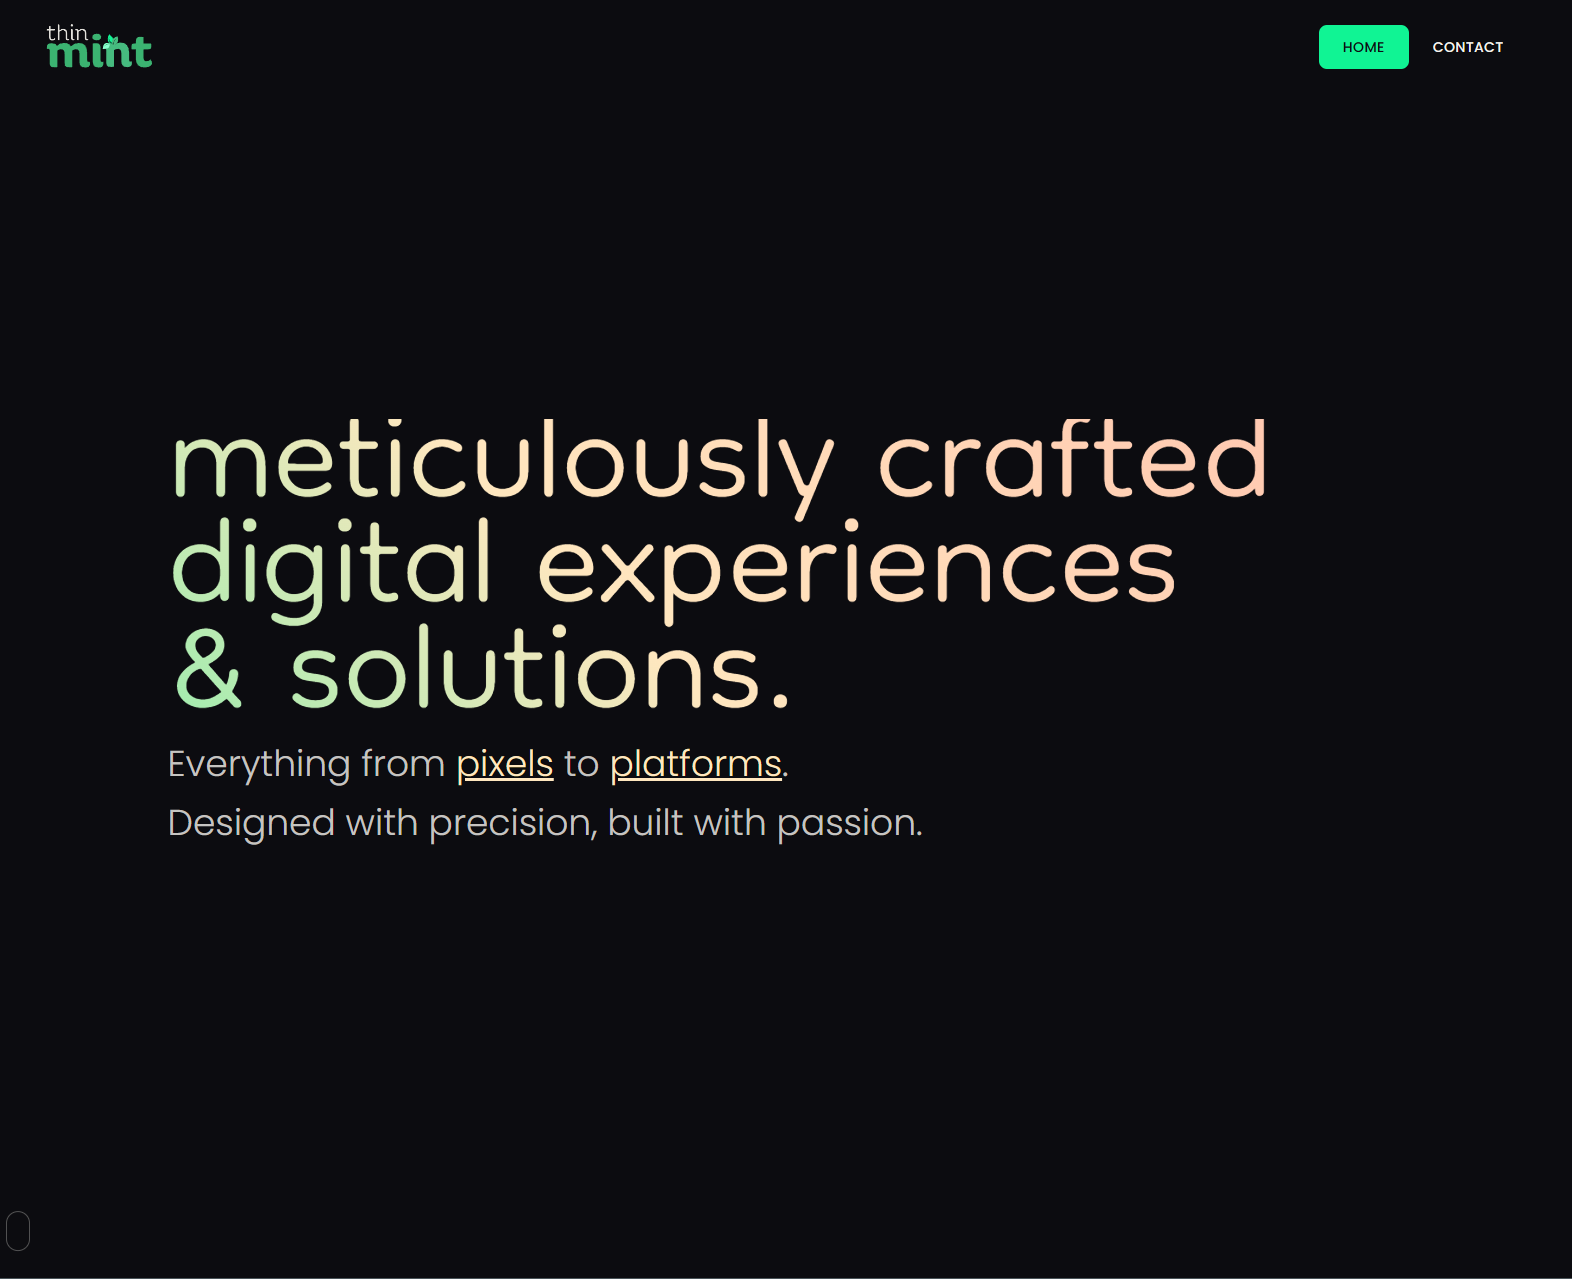 thin
mint
HOME
CONTACT
meticulously crafted
digital experiences
& solutions.
Everything from pixels to platforms.
Designed with precision, built with passion.